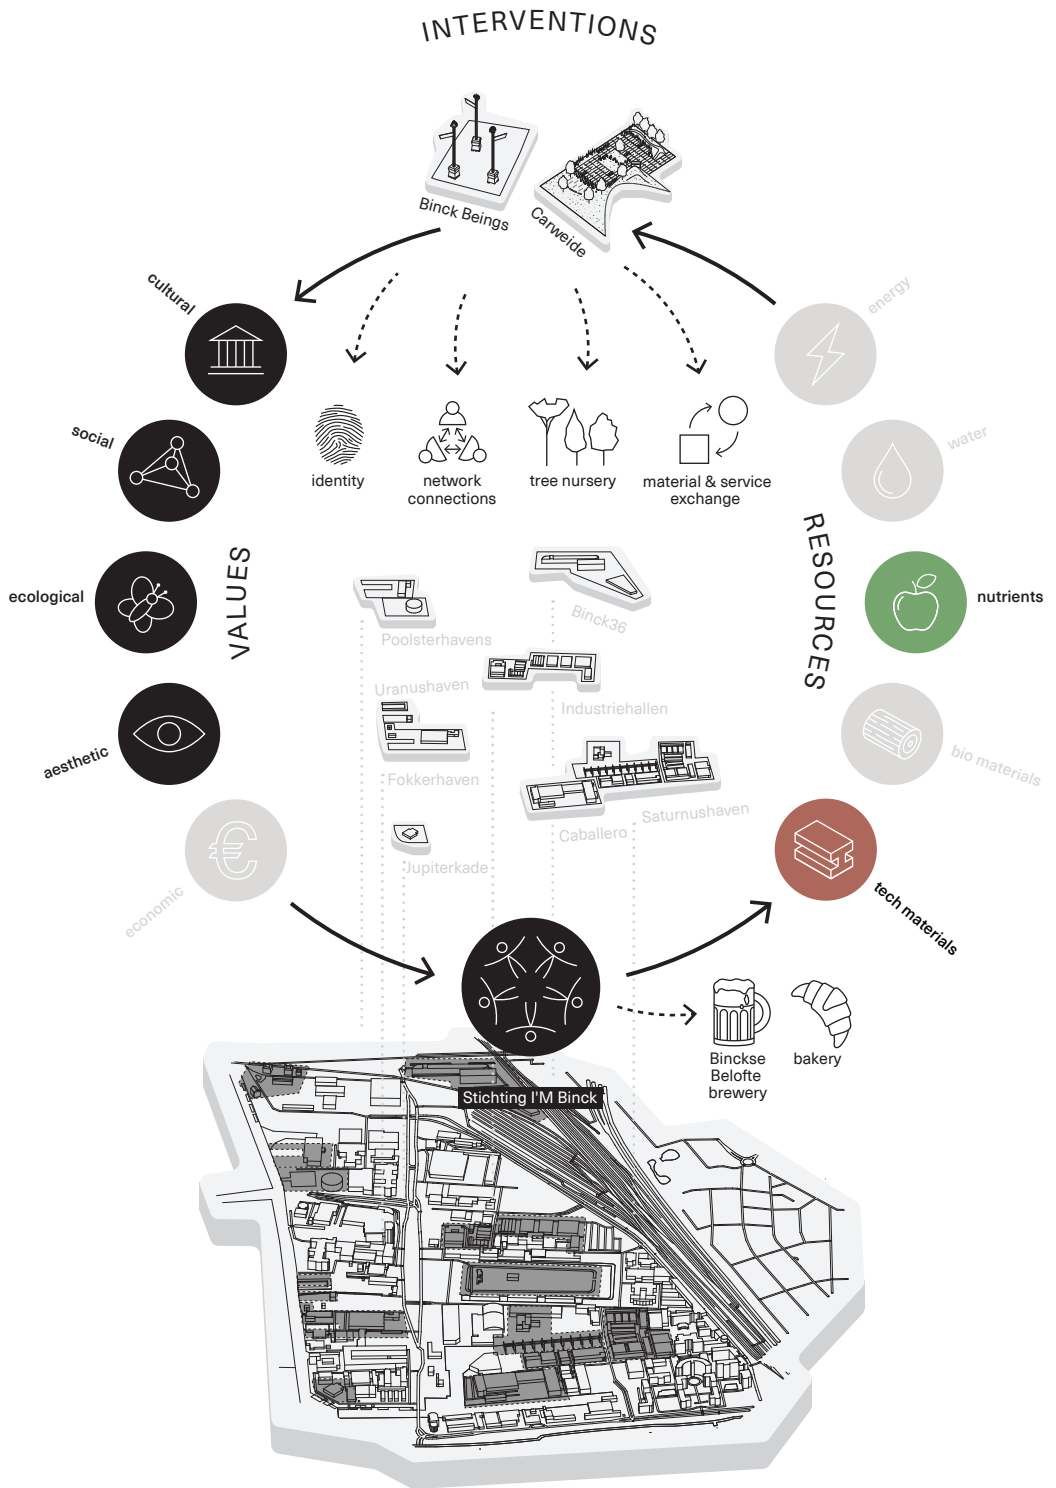 INTERVENTIONS
Binck Beings
Carweide
cultural
energy
social
water
identity
network
connections
tree nursery
material & service
exchange
VALUES
RESOURCES
ecological
nutrients
Poolsterhavens
Binck36
Uranushaven
Industriehallen
aesthetic
bio materials
Fokkerhaven
Saturnushaven
Caballero
Jupiterkade
economic
tech materials
Binckse
Belofte
brewery
bakery
Stichting I'M Binck